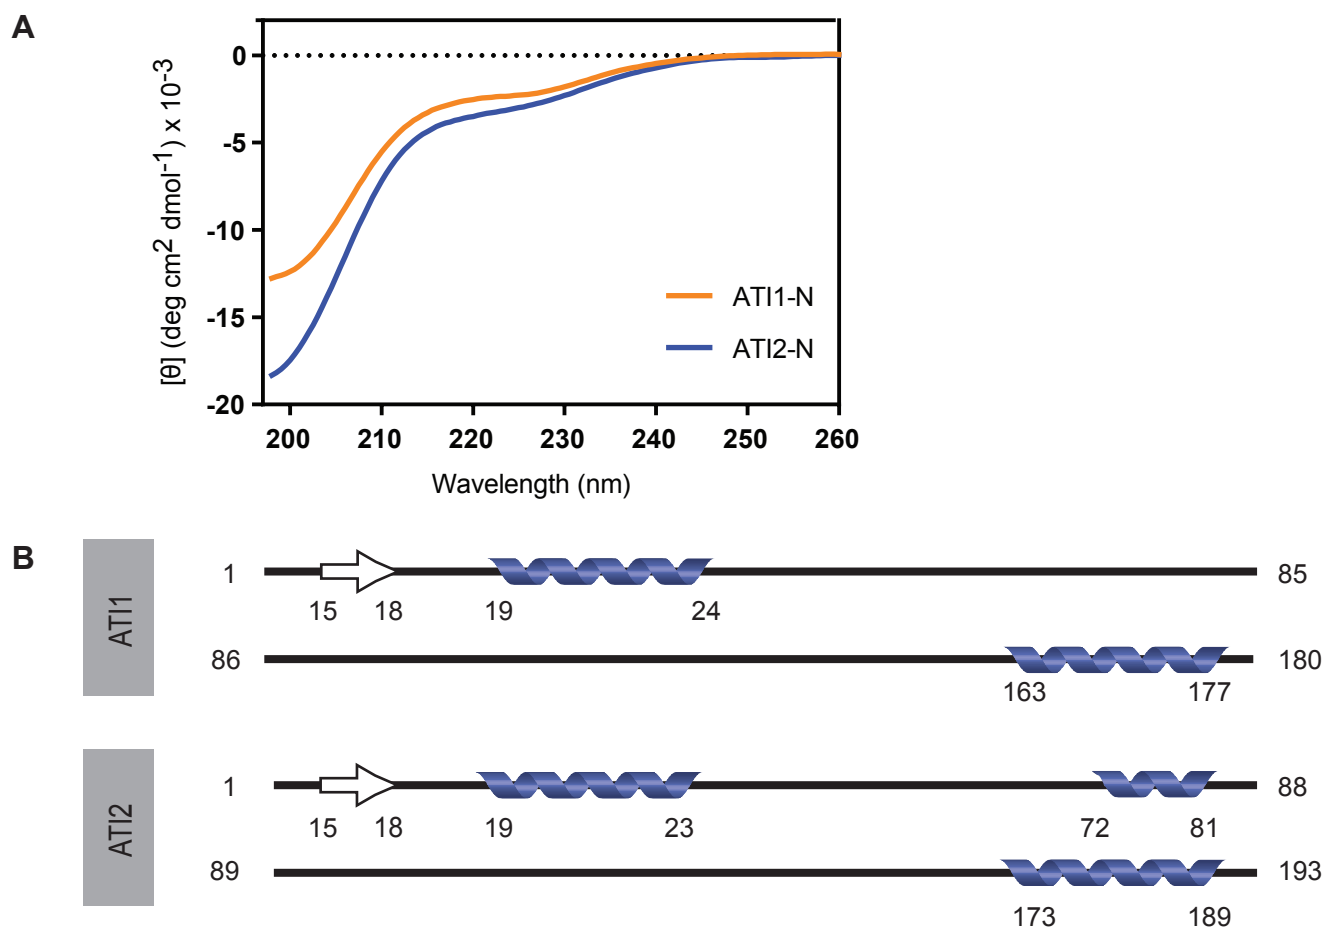 A
[θ] (deg cm2 dmol-1) x 10-3
0
-5
-10
-15
-20
ATI1-N
ATI2-N
200 210 220 230 240 250 260
Wavelength (nm)
B
ATI1
1 85
15 18 19 24
86 180
163 177
ATI2
1 88
15 18 19 23 72 81
89 193
173 189